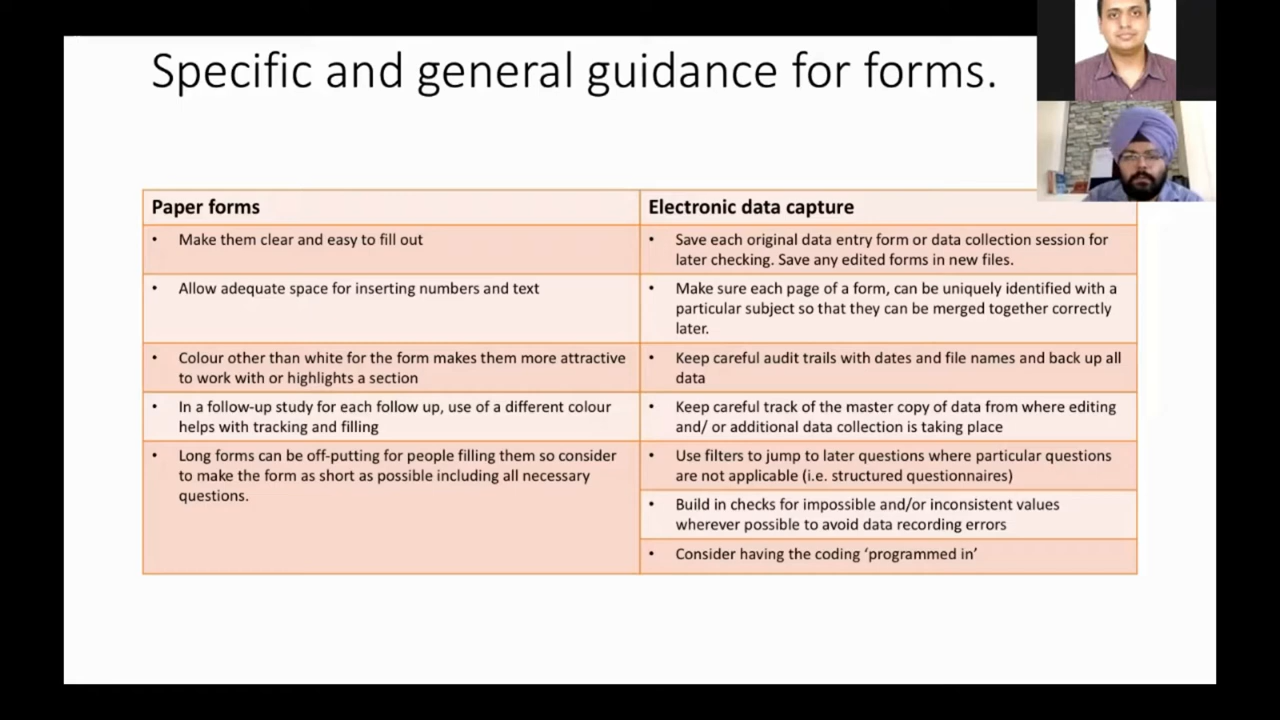 Specific and general guidance for forms.
Paper forms
Electronic data capture
• Make them clear and easy to fill out
• Save each original data entry form or data collection session for
later checking. Save any edited forms in new files.
• Allow adequate space for inserting numbers and text
• Make sure each page of a form, can be uniquely identified with a
particular subject so that they can be merged together correctly
later.
• Colour other than white for the form makes them more attractive
to work with or highlights a section
• Keep careful audit trails with dates and file names and back up all
data
• In a follow-up study for each follow up, use of a different colour
helps with tracking and filling
• Keep careful track of the master copy of data from where editing
and/ or additional data collection is taking place
• Long forms can be off-putting for people filling them so consider
to make the form as short as possible including all necessary
questions.
• Use filters to jump to later questions where particular questions
are not applicable (i.e. structured questionnaires)
• Build in checks for impossible and/or inconsistent values
wherever possible to avoid data recording errors
• Consider having the coding ‘programmed in’